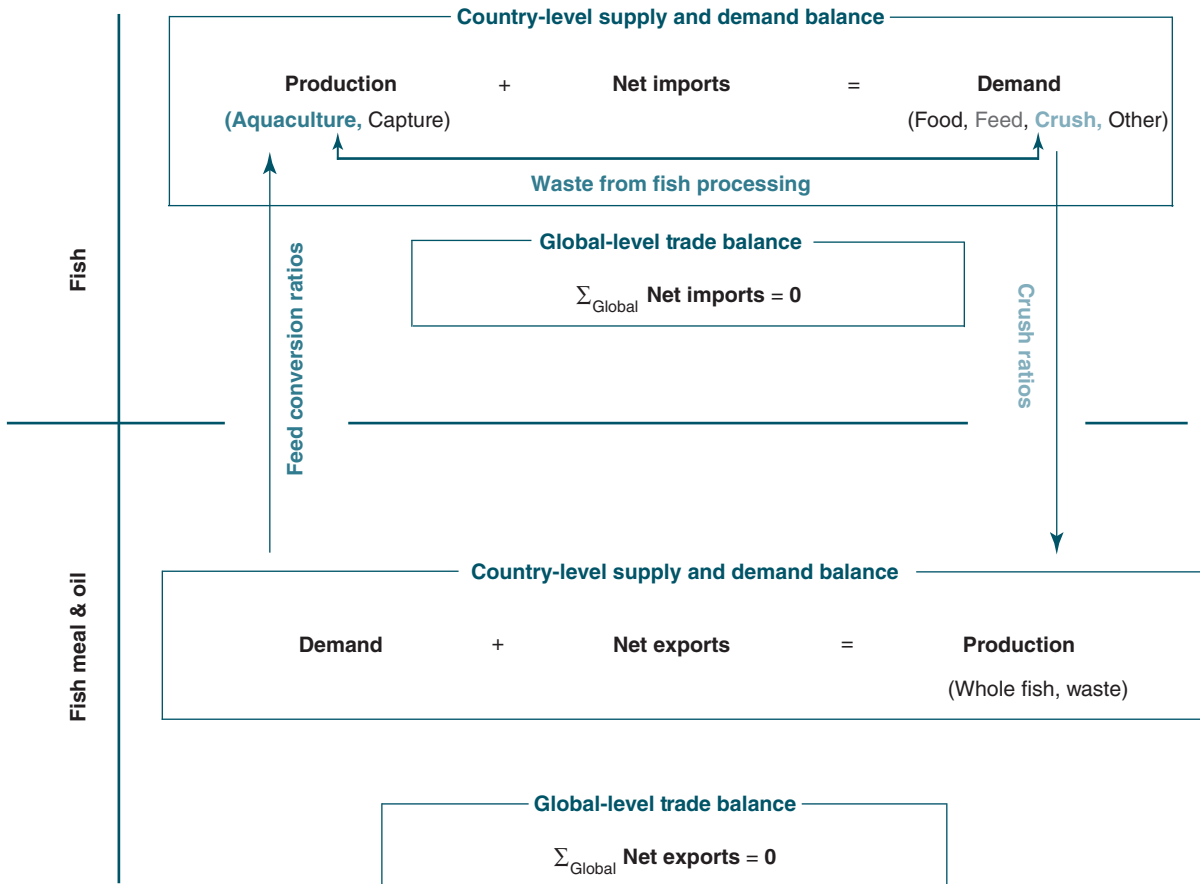 Country-level supply and demand balance
Production + Net imports = Demand
(Aquaculture, Capture) (Food, Feed, Crush, Other)
Waste from fish processing
Global-level trade balance
∑Global Net imports = 0
Fish
Feed conversion ratios
Crush ratios
Fish meal & oil
Country-level supply and demand balance
Demand + Net exports = Production
(Whole fish, waste)
Global-level trade balance
∑Global Net exports = 0